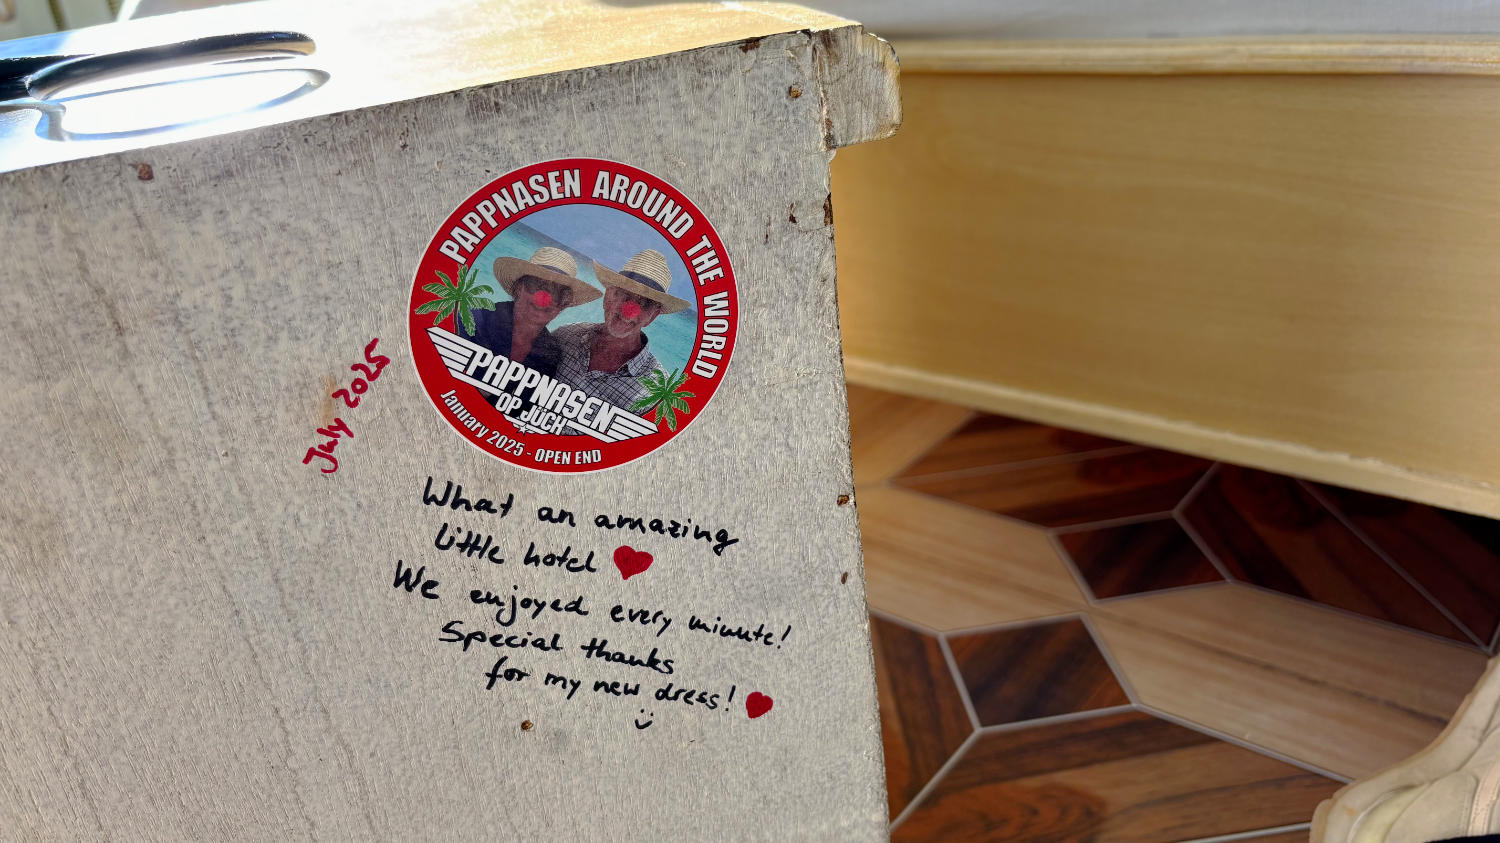 PAPPNASEN AROUND THE WORLD
PAPPNASEN
OP JÜCH
January 2025 - OPEN END
July 2025
What an amazing
little hotel ❤
We enjoyed every minute!
Special thanks
for my new dress! ❤